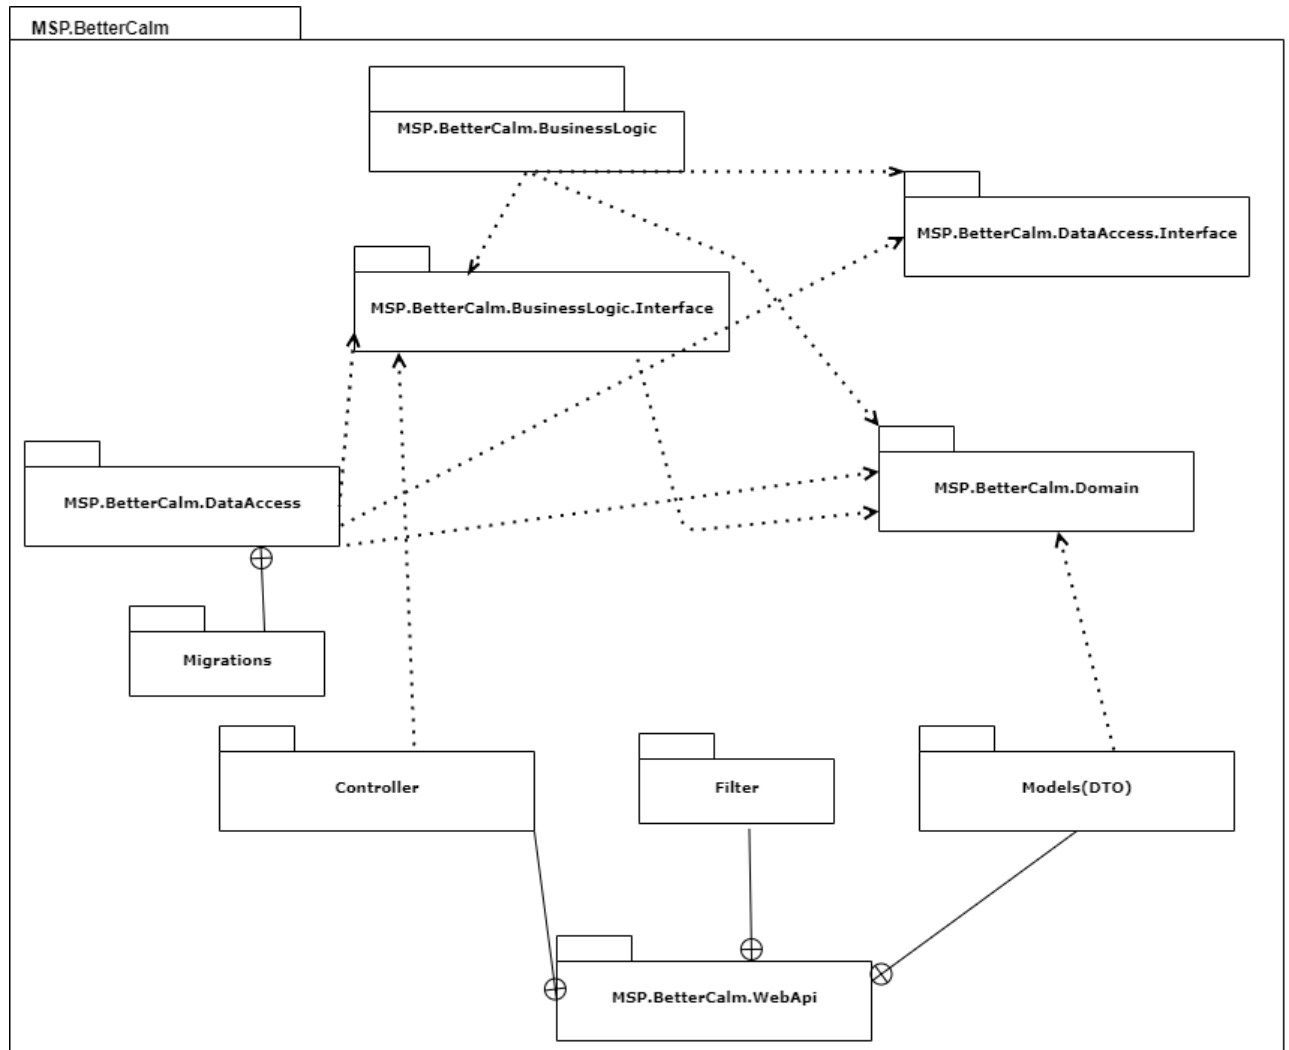 MSP.BetterCalm
MSP.BetterCalm.BusinessLogic
MSP.BetterCalm.DataAccess.Interface
MSP.BetterCalm.BusinessLogic.Interface
MSP.BetterCalm.Domain
MSP.BetterCalm.DataAccess
Migrations
Controller
Filter
Models(DTO)
MSP.BetterCalm.WebApi